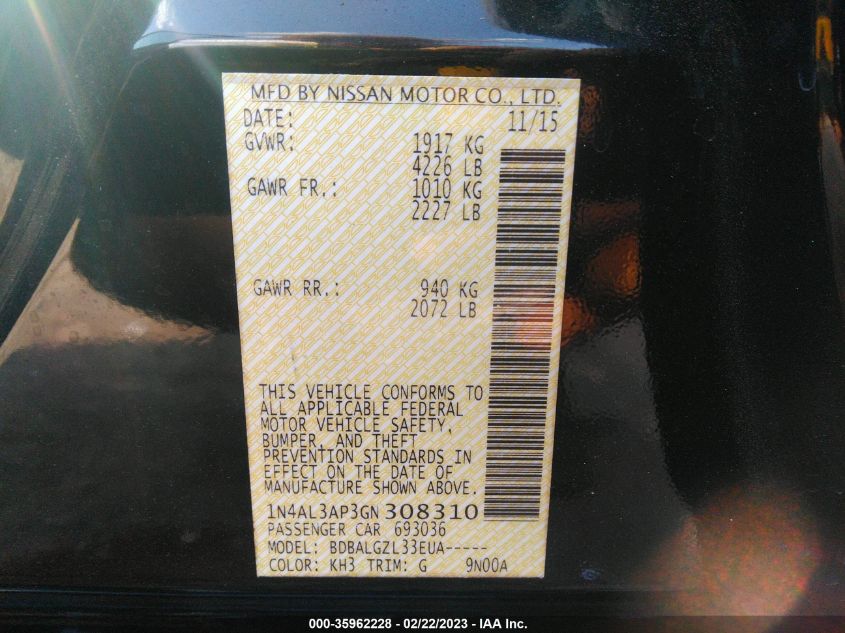 MFD BY NISSAN MOTOR CO., LTD.
DATE: 11/15
GVWR: 1917 KG
4226 LB
GAWR FR.: 1010 KG
2227 LB
GAWR RR.: 940 KG
2072 LB
THIS VEHICLE CONFORMS TO
ALL APPLICABLE FEDERAL
MOTOR VEHICLE SAFETY,
BUMPER, AND THEFT
PREVENTION STANDARDS IN
EFFECT ON THE DATE OF
MANUFACTURE SHOWN ABOVE.
1N4AL3AP3GN 308310
PASSENGER CAR 693036
MODEL: BDBALGZL33EUA-----
COLOR: KH3 TRIM: G 9N00A
000-35962228 - 02/22/2023 - IAA Inc.